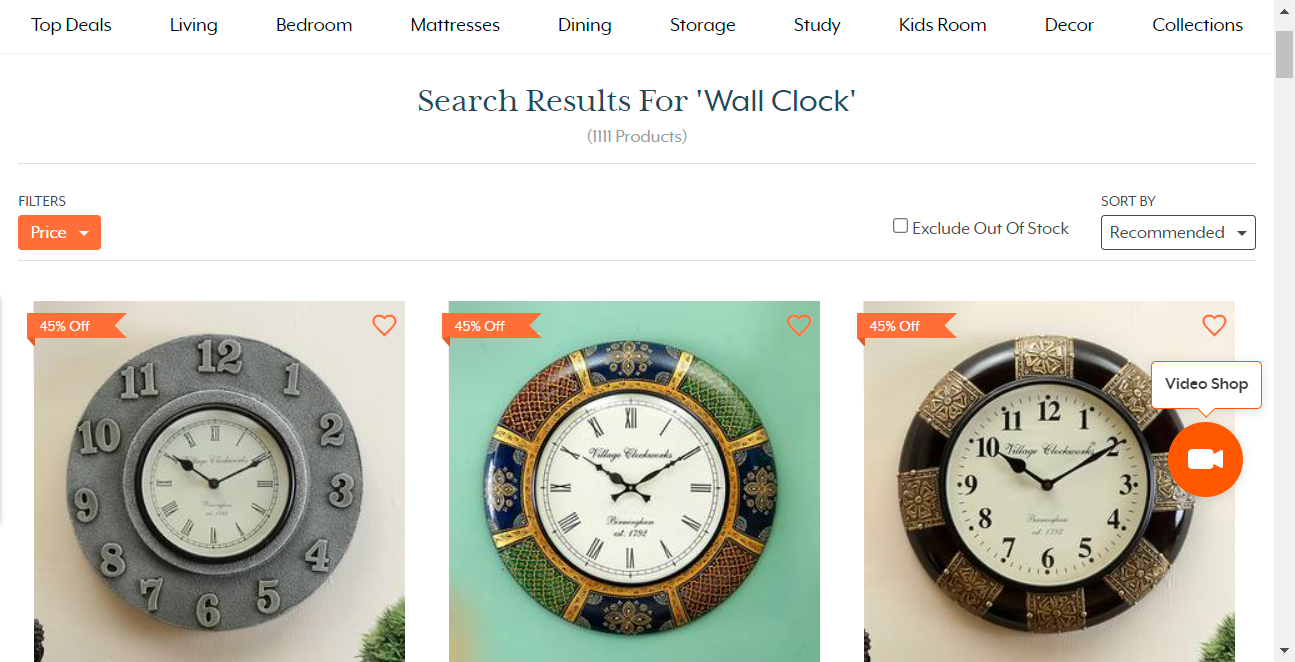 Top Deals Living Bedroom Mattresses Dining Storage Study Kids Room Decor Collections
Search Results For 'Wall Clock'
(1111 Products)
FILTERS
SORT BY
Price
Exclude Out Of Stock
Recommended
45% Off
45% Off
45% Off
Video Shop
12
1
2
3
4
5
6
7
8
9
10
11
Village Clockworks
Birmingham
est. 1792
XII
Village Clockworks
Birmingham
est. 1792
12
1
2
3
4
5
6
7
8
9
10
11
Village Clockworks
Birmingham
est. 1792